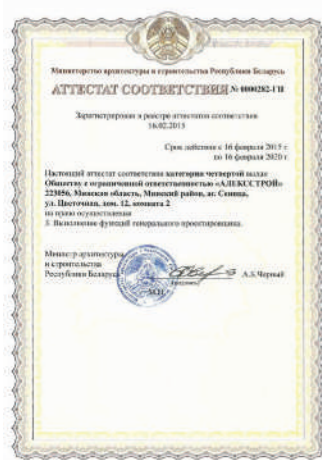 Министерство архитектуры и строительства Республики Беларусь
АТТЕСТАТ СООТВЕТСТВИЯ № 0000282-ГП
Зарегистрирован в реестре аттестатов соответствия
16.02.2015
Срок действия с 16 февраля 2015 г.
по 16 февраля 2020 г.
Настоящий аттестат соответствия категории четвертой выдан
Обществу с ограниченной ответственностью «АЛЕКССТРОЙ»
223056, Минская область, Минский район, аг. Сеница,
ул. Цветочная, дом. 12, комната 2
на право осуществления
3. Выполнение функций генерального проектировщика.
Министр архитектуры
и строительства
Республики Беларусь
А.Б.Черный
М.П.